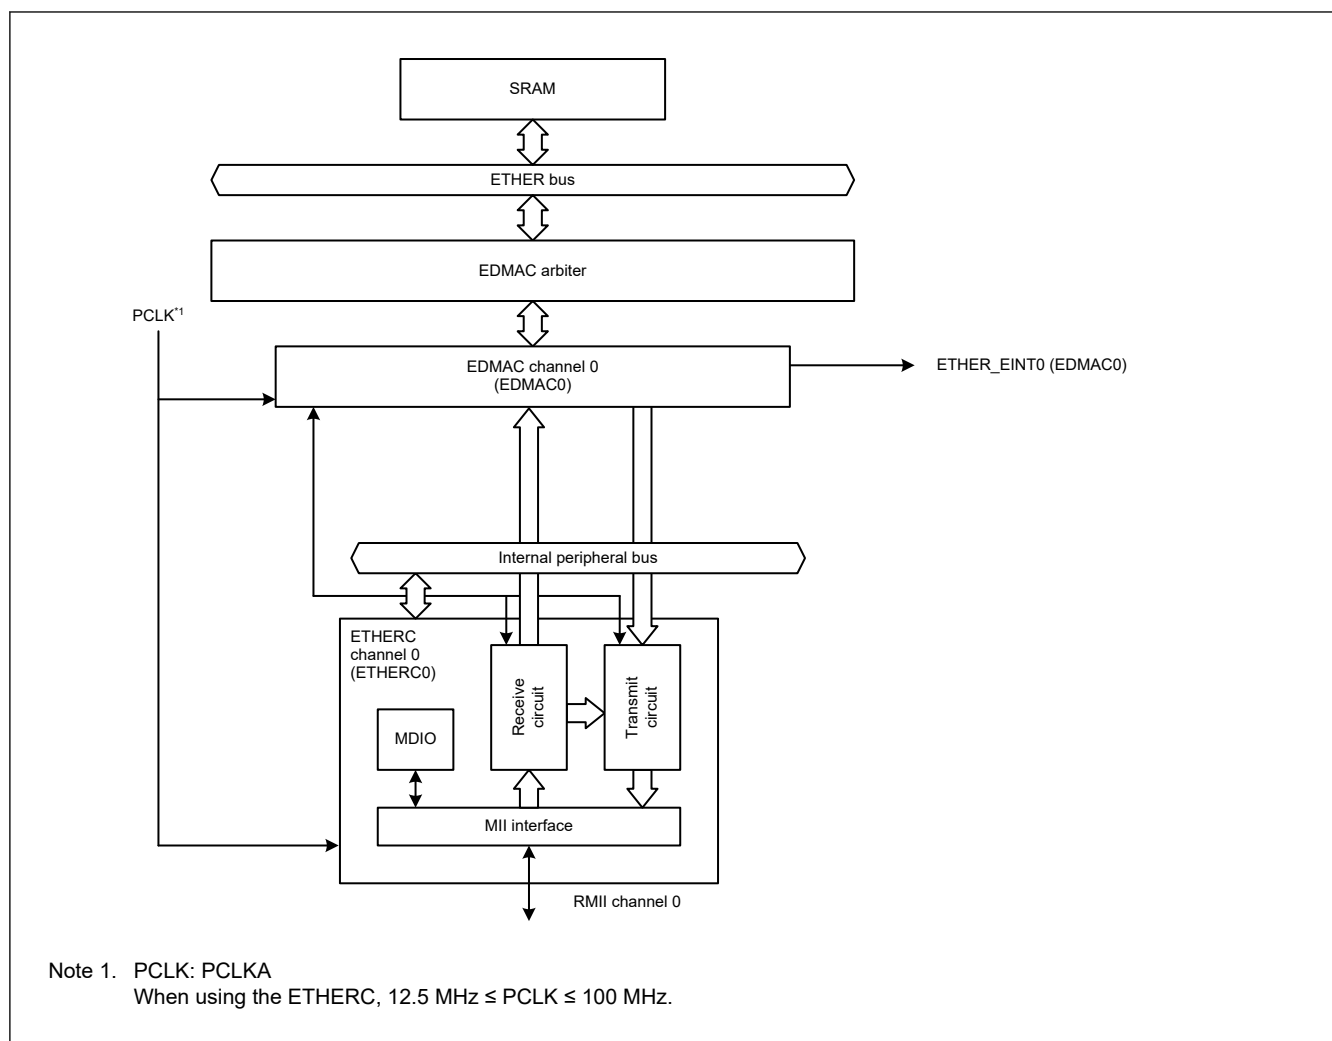 SRAM
ETHER bus
EDMAC arbiter
PCLK*1
EDMAC channel 0
(EDMAC0)
ETHER_EINT0 (EDMAC0)
Internal peripheral bus
ETHERC
channel 0
(ETHERC0)
Receive
circuit
Transmit
circuit
MDIO
MII interface
RMII channel 0
Note 1. PCLK: PCLKA
When using the ETHERC, 12.5 MHz ≤ PCLK ≤ 100 MHz.